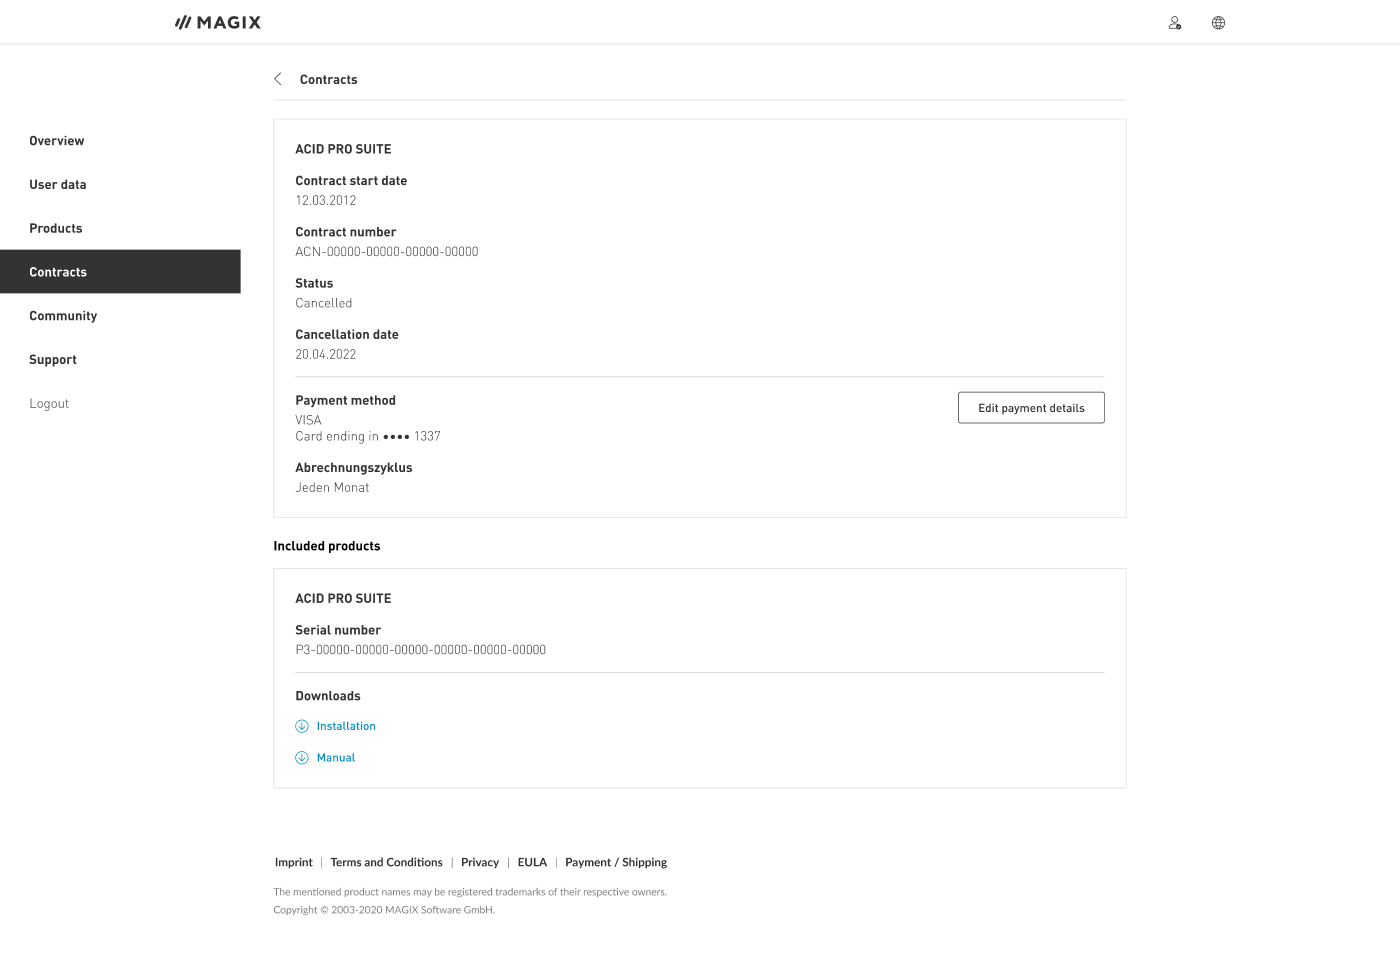 MAGIX
Contracts
Overview
User data
Products
Contracts
Community
Support
Logout
ACID PRO SUITE
Contract start date
12.03.2012
Contract number
ACN-00000-00000-00000-00000
Status
Cancelled
Cancellation date
20.04.2022
Payment method
VISA
Card ending in •••• 1337
Edit payment details
Abrechnungszyklus
Jeden Monat
Included products
ACID PRO SUITE
Serial number
P3-00000-00000-00000-00000-00000-00000
Downloads
Installation
Manual
Imprint | Terms and Conditions | Privacy | EULA | Payment / Shipping
The mentioned product names may be registered trademarks of their respective owners.
Copyright © 2003-2020 MAGIX Software GmbH.